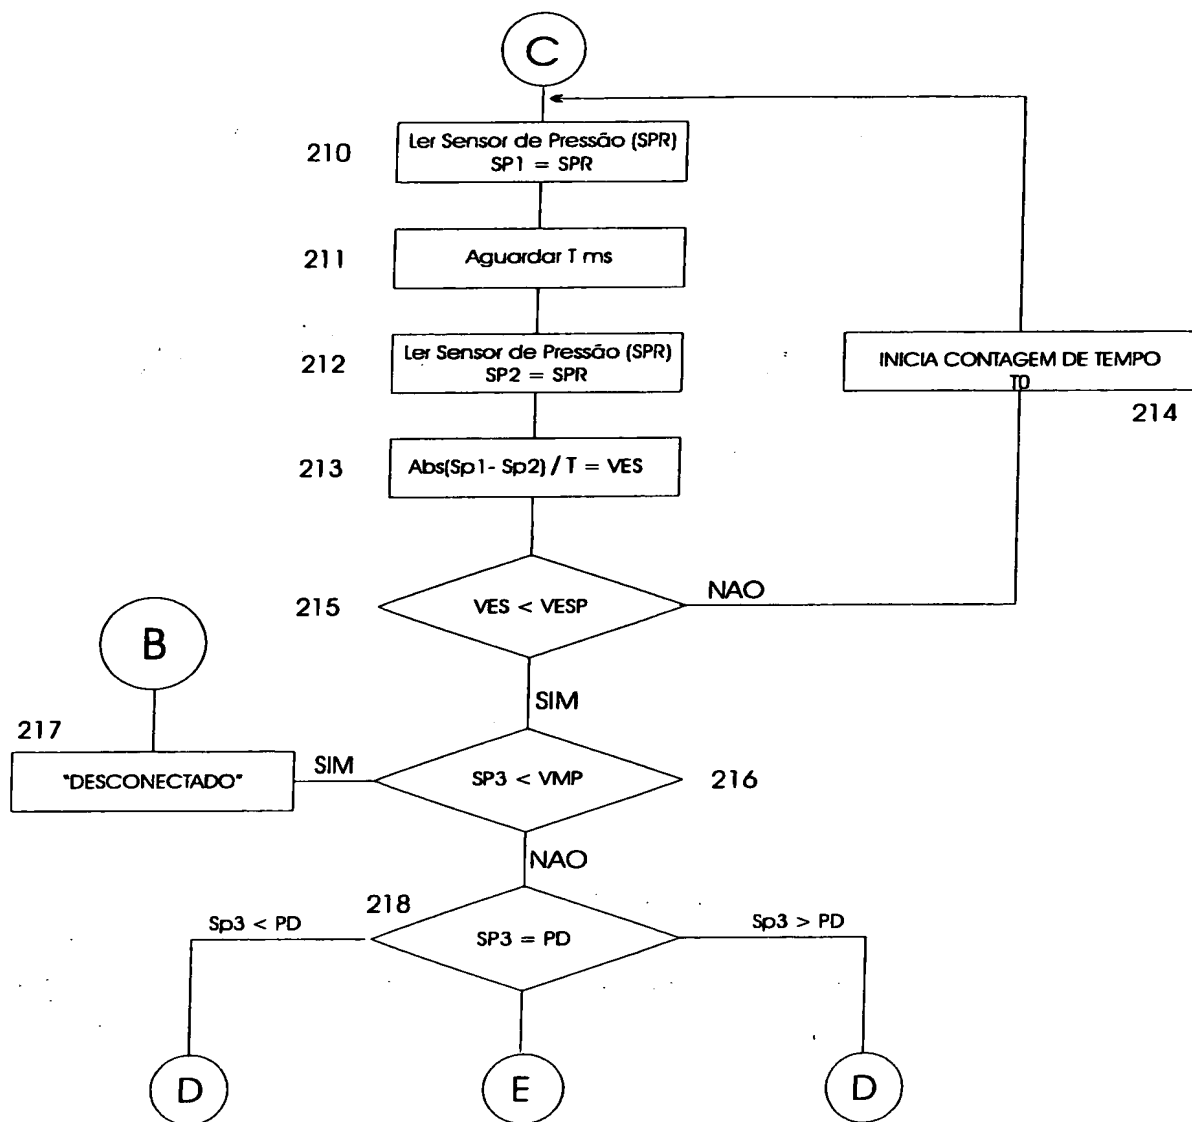 C
210
Ler Sensor de Pressão (SPR)
SP1 = SPR
211
Aguardar T ms
212
Ler Sensor de Pressão (SPR)
SP2 = SPR
INICIA CONTAGEM DE TEMPO
T0
214
213
Abs(Sp1- Sp2) / T = VES
215
VES < VESP
NAO
B
SIM
217
"DESCONECTADO"
SIM
SP3 < VMP
216
NAO
218
Sp3 < PD
SP3 = PD
Sp3 > PD
D
E
D